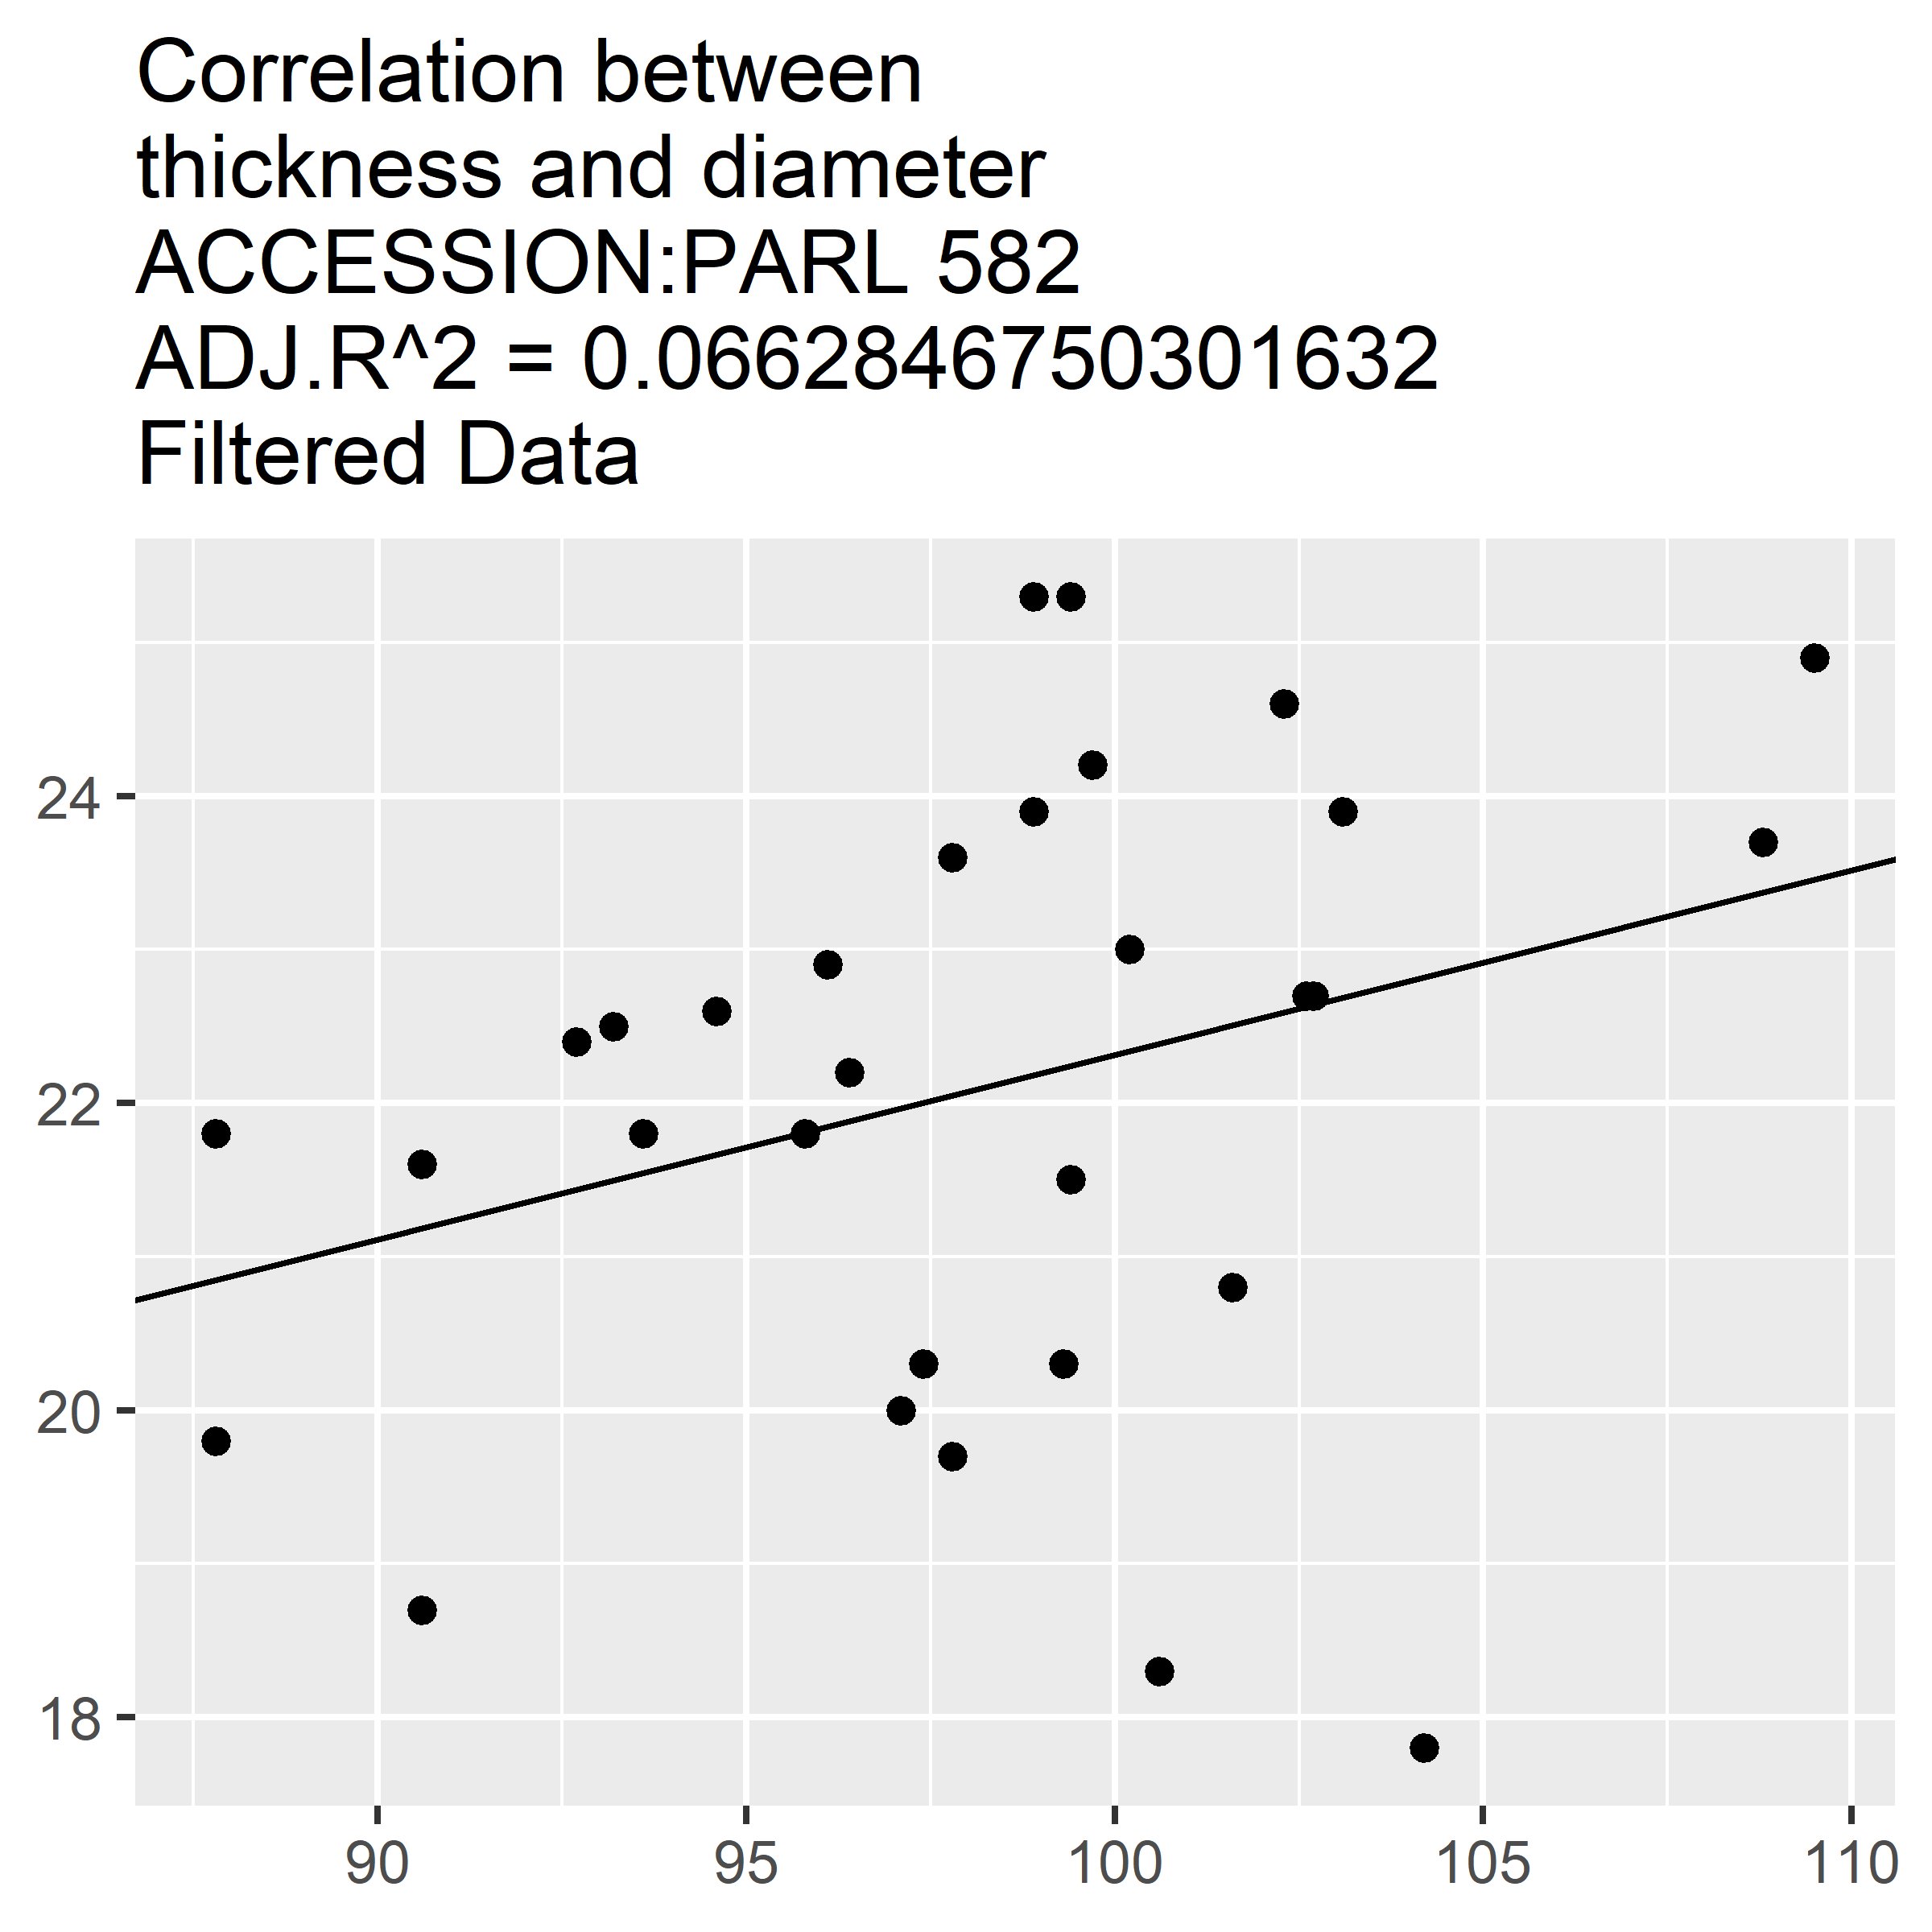 Correlation between
thickness and diameter
ACCESSION:PARL 582
ADJ.R^2 = 0.0662846750301632
Filtered Data
24
22
20
18
90 95 100 105 110